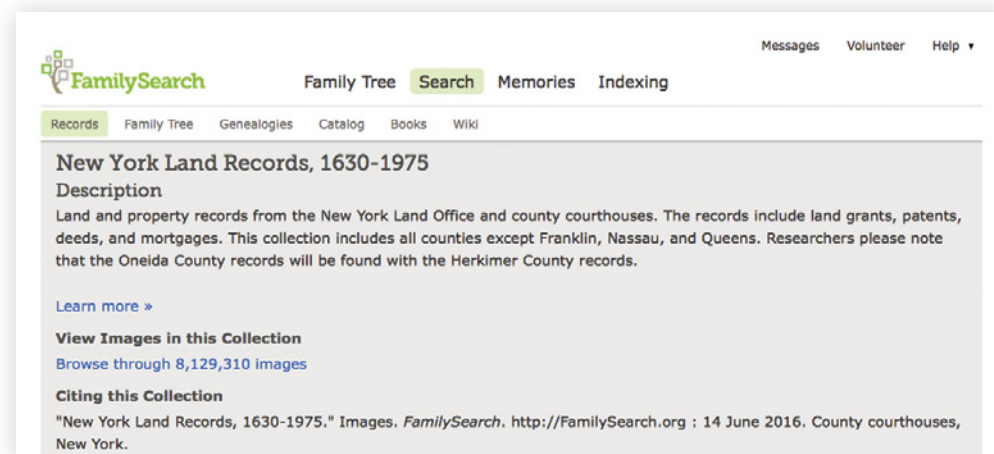 Messages Volunteer Help ▾
FamilySearch
Family Tree Search Memories Indexing
Records Family Tree Genealogies Catalog Books Wiki
New York Land Records, 1630-1975
Description
Land and property records from the New York Land Office and county courthouses. The records include land grants, patents,
deeds, and mortgages. This collection includes all counties except Franklin, Nassau, and Queens. Researchers please note
that the Oneida County records will be found with the Herkimer County records.
Learn more »
View Images in this Collection
Browse through 8,129,310 images
Citing this Collection
"New York Land Records, 1630-1975." Images. FamilySearch. http://FamilySearch.org : 14 June 2016. County courthouses,
New York.